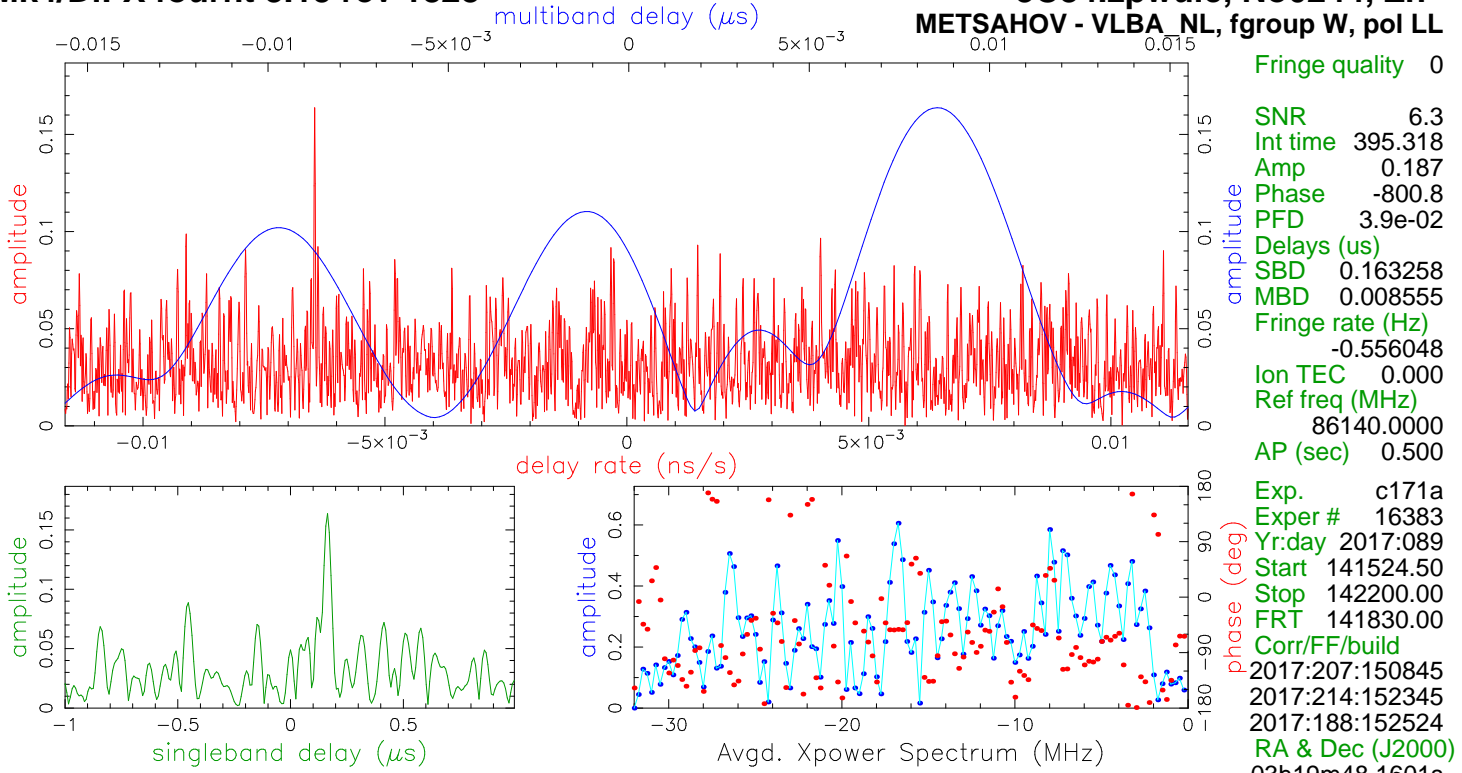 multiband delay (μs)
METSAHOV - VLBA_NL, fgroup W, pol LL
−0.015 −0.01 −5×10⁻³ 0 5×10⁻³ 0.01 0.015
amplitude
0 0.05 0.1 0.15
0 0.05 0.1 0.15
amplitude
−0.01 −5×10⁻³ 0 5×10⁻³ 0.01
delay rate (ns/s)
amplitude
0 0.05 0.1 0.15
−1 −0.5 0 0.5
singleband delay (μs)
amplitude
0 0.2 0.4 0.6
−30 −20 −10 0
Avgd. Xpower Spectrum (MHz)
−180 −90 0 90 180
phase (deg)
Fringe quality 0
SNR 6.3
Int time 395.318
Amp 0.187
Phase -800.8
PFD 3.9e-02
Delays (us)
SBD 0.163258
MBD 0.008555
Fringe rate (Hz)
-0.556048
Ion TEC 0.000
Ref freq (MHz)
86140.0000
AP (sec) 0.500
Exp. c171a
Exper # 16383
Yr:day 2017:089
Start 141524.50
Stop 142200.00
FRT 141830.00
Corr/FF/build
2017:207:150845
2017:214:152345
2017:188:152524
RA & Dec (J2000)